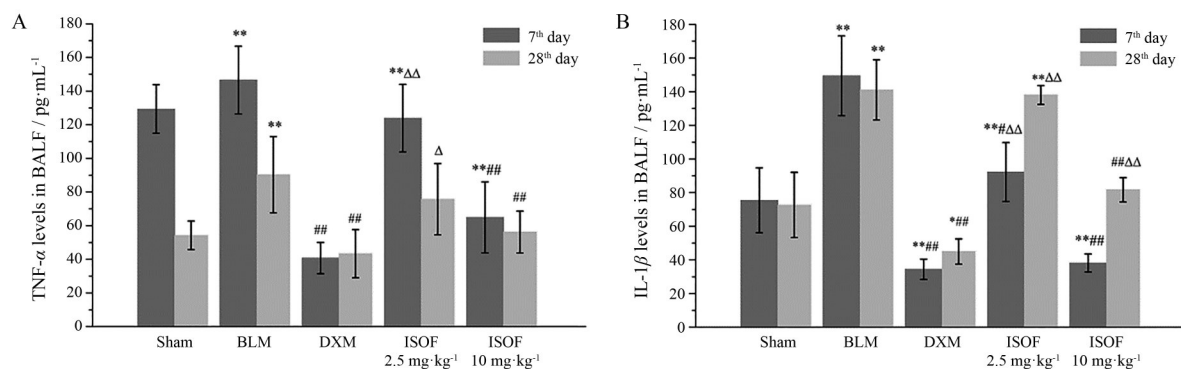 A
TNF-α levels in BALF / pg·mL⁻¹
180
160
140
120
100
80
60
40
20
0
7th day
28th day
**
**
##
##
**ΔΔ
Δ
**##
##
Sham
BLM
DXM
ISOF
2.5 mg·kg⁻¹
ISOF
10 mg·kg⁻¹
B
IL-1β levels in BALF / pg·mL⁻¹
180
160
140
120
100
80
60
40
20
0
7th day
28th day
**
**
**##
*##
**#ΔΔ
**ΔΔ
**##
##ΔΔ
Sham
BLM
DXM
ISOF
2.5 mg·kg⁻¹
ISOF
10 mg·kg⁻¹